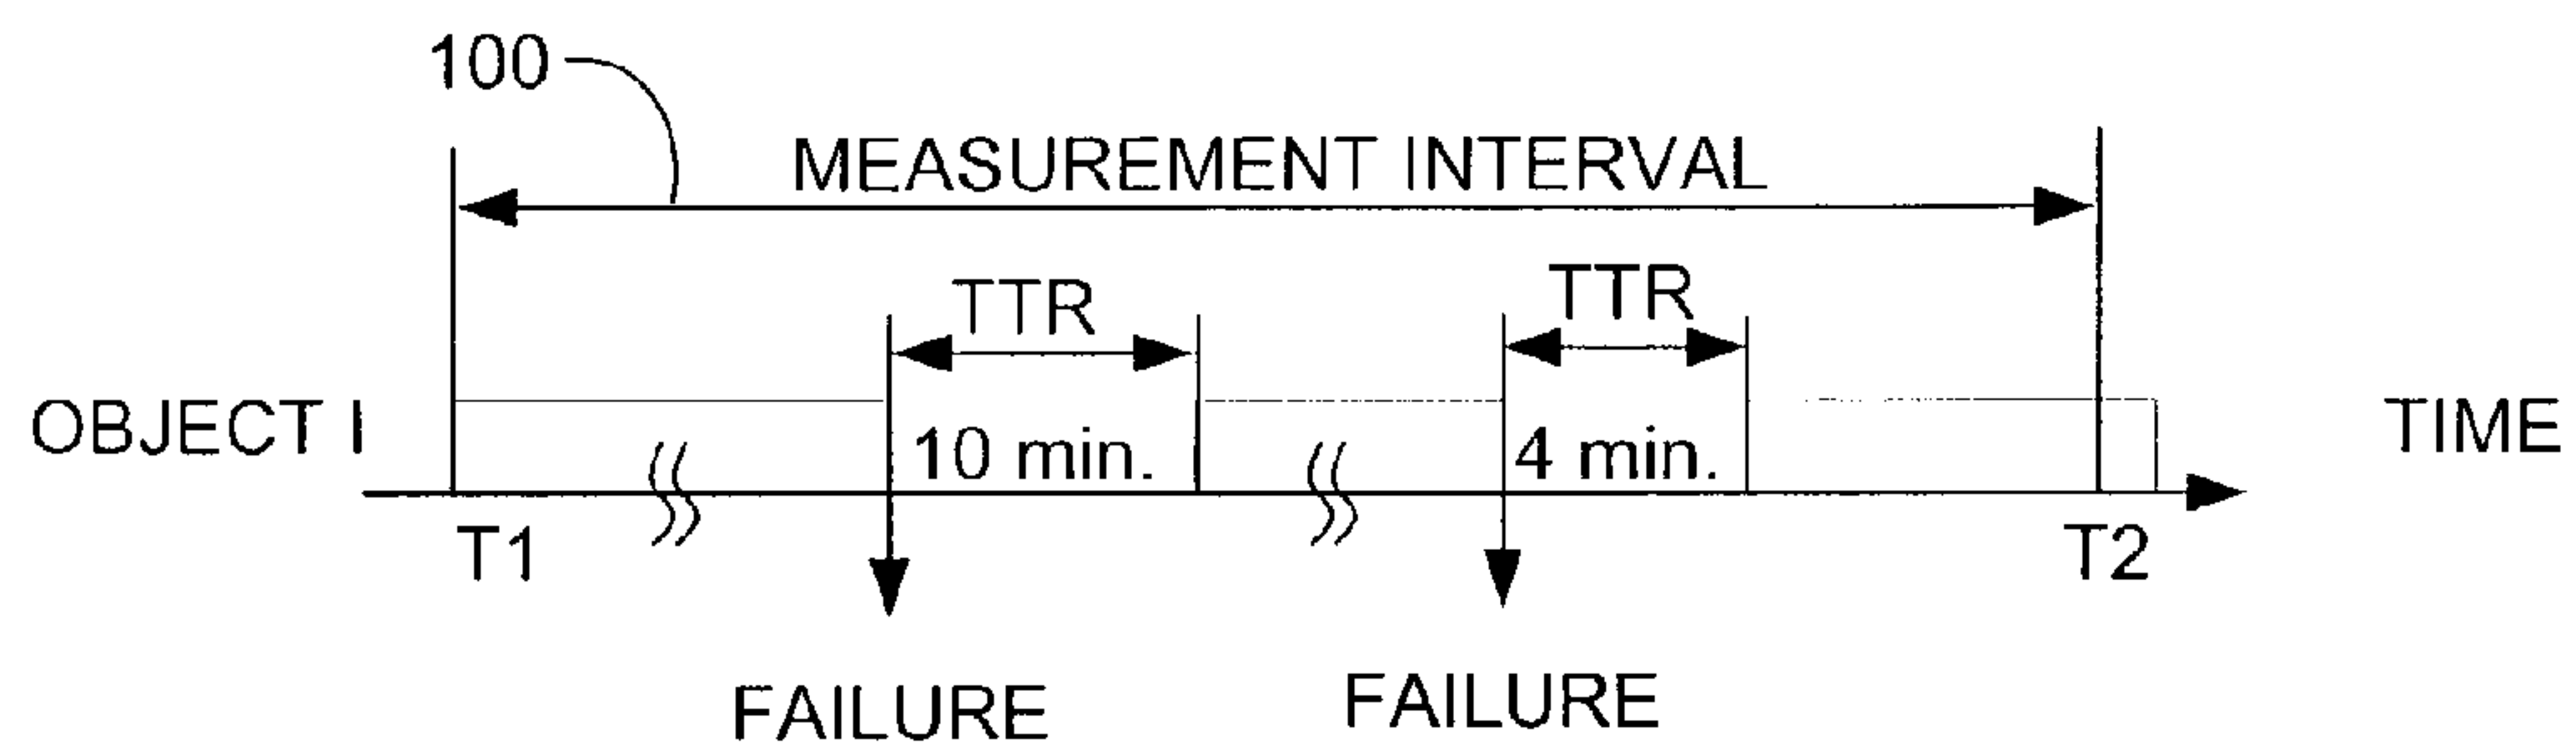 100
MEASUREMENT INTERVAL
TTR
TTR
OBJECT I
10 min.
4 min.
TIME
T1
T2
FAILURE
FAILURE